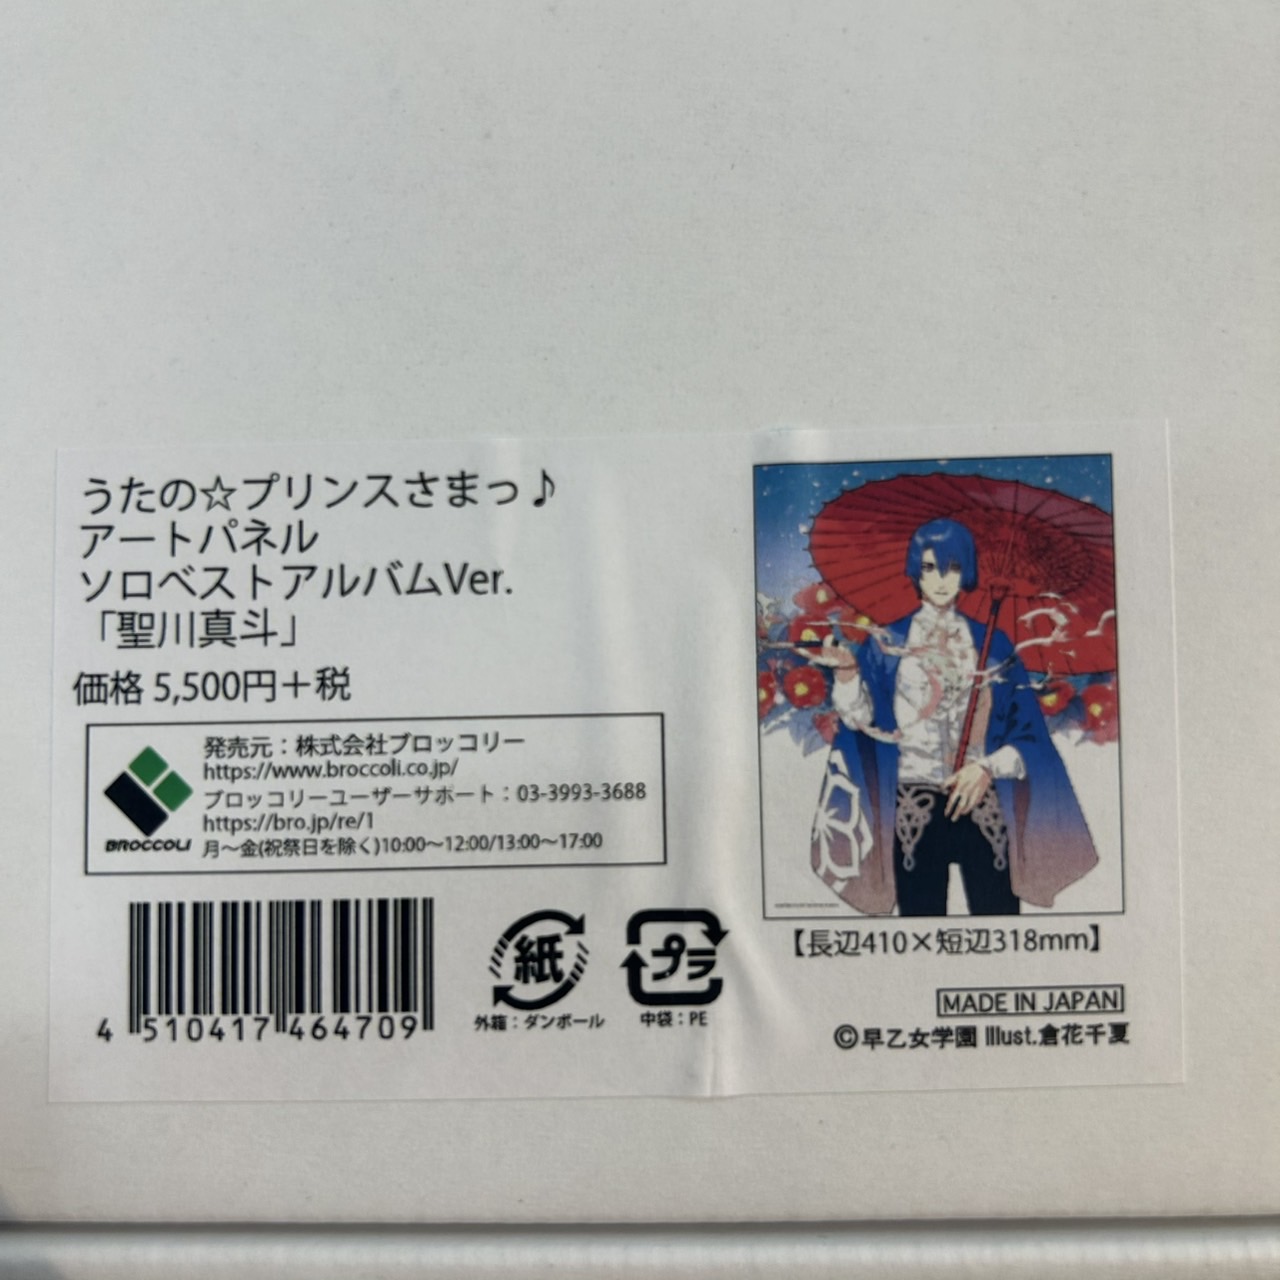 うたの☆プリンスさまっ♪
アートパネル
ソロベストアルバムVer.
「聖川真斗」
価格 5,500円＋税
BROCCOLI
発売元：株式会社ブロッコリー
https://www.broccoli.co.jp/
ブロッコリーユーザーサポート：03-3993-3688
https://bro.jp/re/1
月～金(祝祭日を除く)10:00～12:00/13:00～17:00
4 510417 464709
紙
外箱：ダンボール
プラ
中袋：PE
【長辺410×短辺318mm】
MADE IN JAPAN
©早乙女学園 Illust.倉花千夏